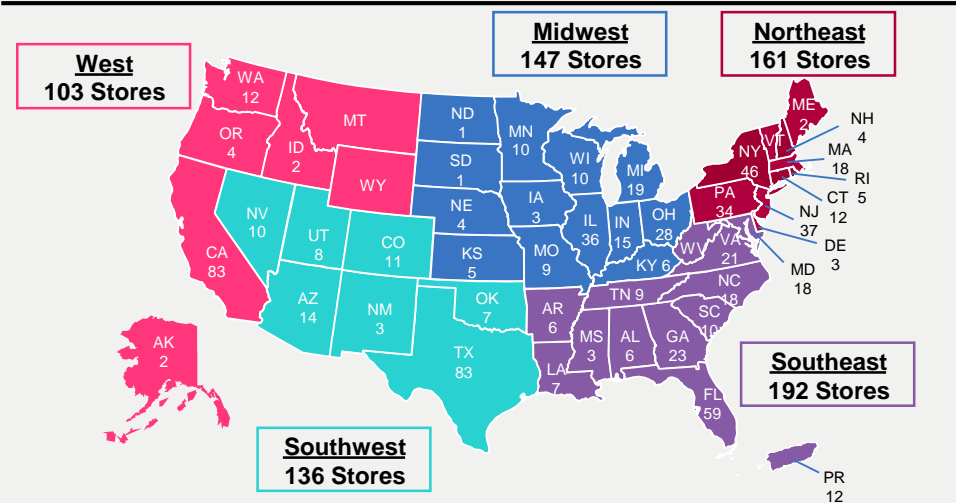 West
103 Stores
Midwest
147 Stores
Northeast
161 Stores
WA
12
OR
4
CA
83
ID
2
MT
WY
AK
2
NV
10
UT
8
CO
11
AZ
14
NM
3
OK
7
TX
83
Southwest
136 Stores
ND
1
SD
1
NE
4
KS
5
MN
10
IA
3
MO
9
WI
10
IL
36
MI
19
IN
15
OH
28
KY 6
ME
2
VT
NY
46
PA
34
NH
4
MA
18
RI
5
CT
12
NJ
37
DE
3
MD
18
WV
VA
21
NC
18
SC
10
TN 9
AR
6
LA
7
MS
3
AL
6
GA
23
FL
59
Southeast
192 Stores
PR
12